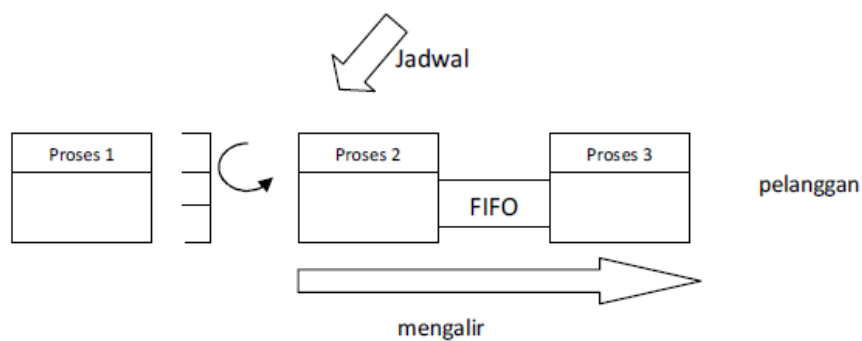 Jadwal
Proses 1
Proses 2
Proses 3
FIFO
pelanggan
mengalir